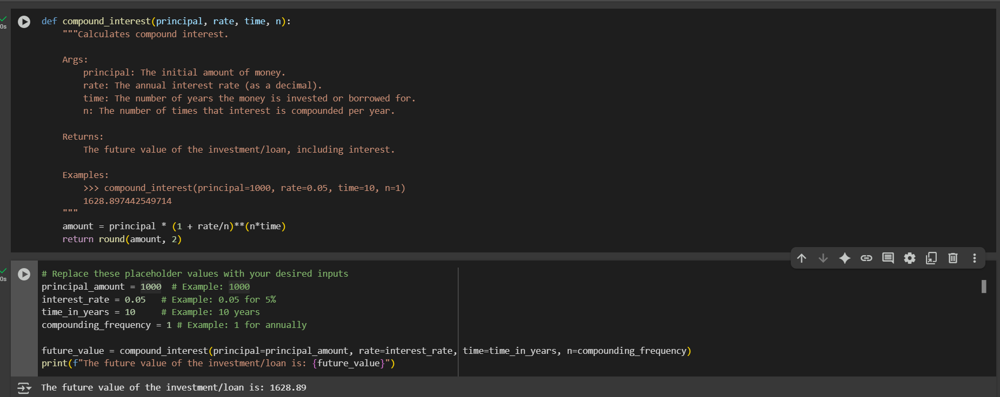 0s
def compound_interest(principal, rate, time, n):
    """Calculates compound interest.

    Args:
        principal: The initial amount of money.
        rate: The annual interest rate (as a decimal).
        time: The number of years the money is invested or borrowed for.
        n: The number of times that interest is compounded per year.

    Returns:
        The future value of the investment/loan, including interest.

    Examples:
        >>> compound_interest(principal=1000, rate=0.05, time=10, n=1)
        1628.897442549714
    """
    amount = principal * (1 + rate/n)**(n*time)
    return round(amount, 2)
0s
# Replace these placeholder values with your desired inputs
principal_amount = 1000  # Example: 1000
interest_rate = 0.05   # Example: 0.05 for 5%
time_in_years = 10     # Example: 10 years
compounding_frequency = 1 # Example: 1 for annually

future_value = compound_interest(principal=principal_amount, rate=interest_rate, time=time_in_years, n=compounding_frequency)
print(f"The future value of the investment/loan is: {future_value}")
The future value of the investment/loan is: 1628.89